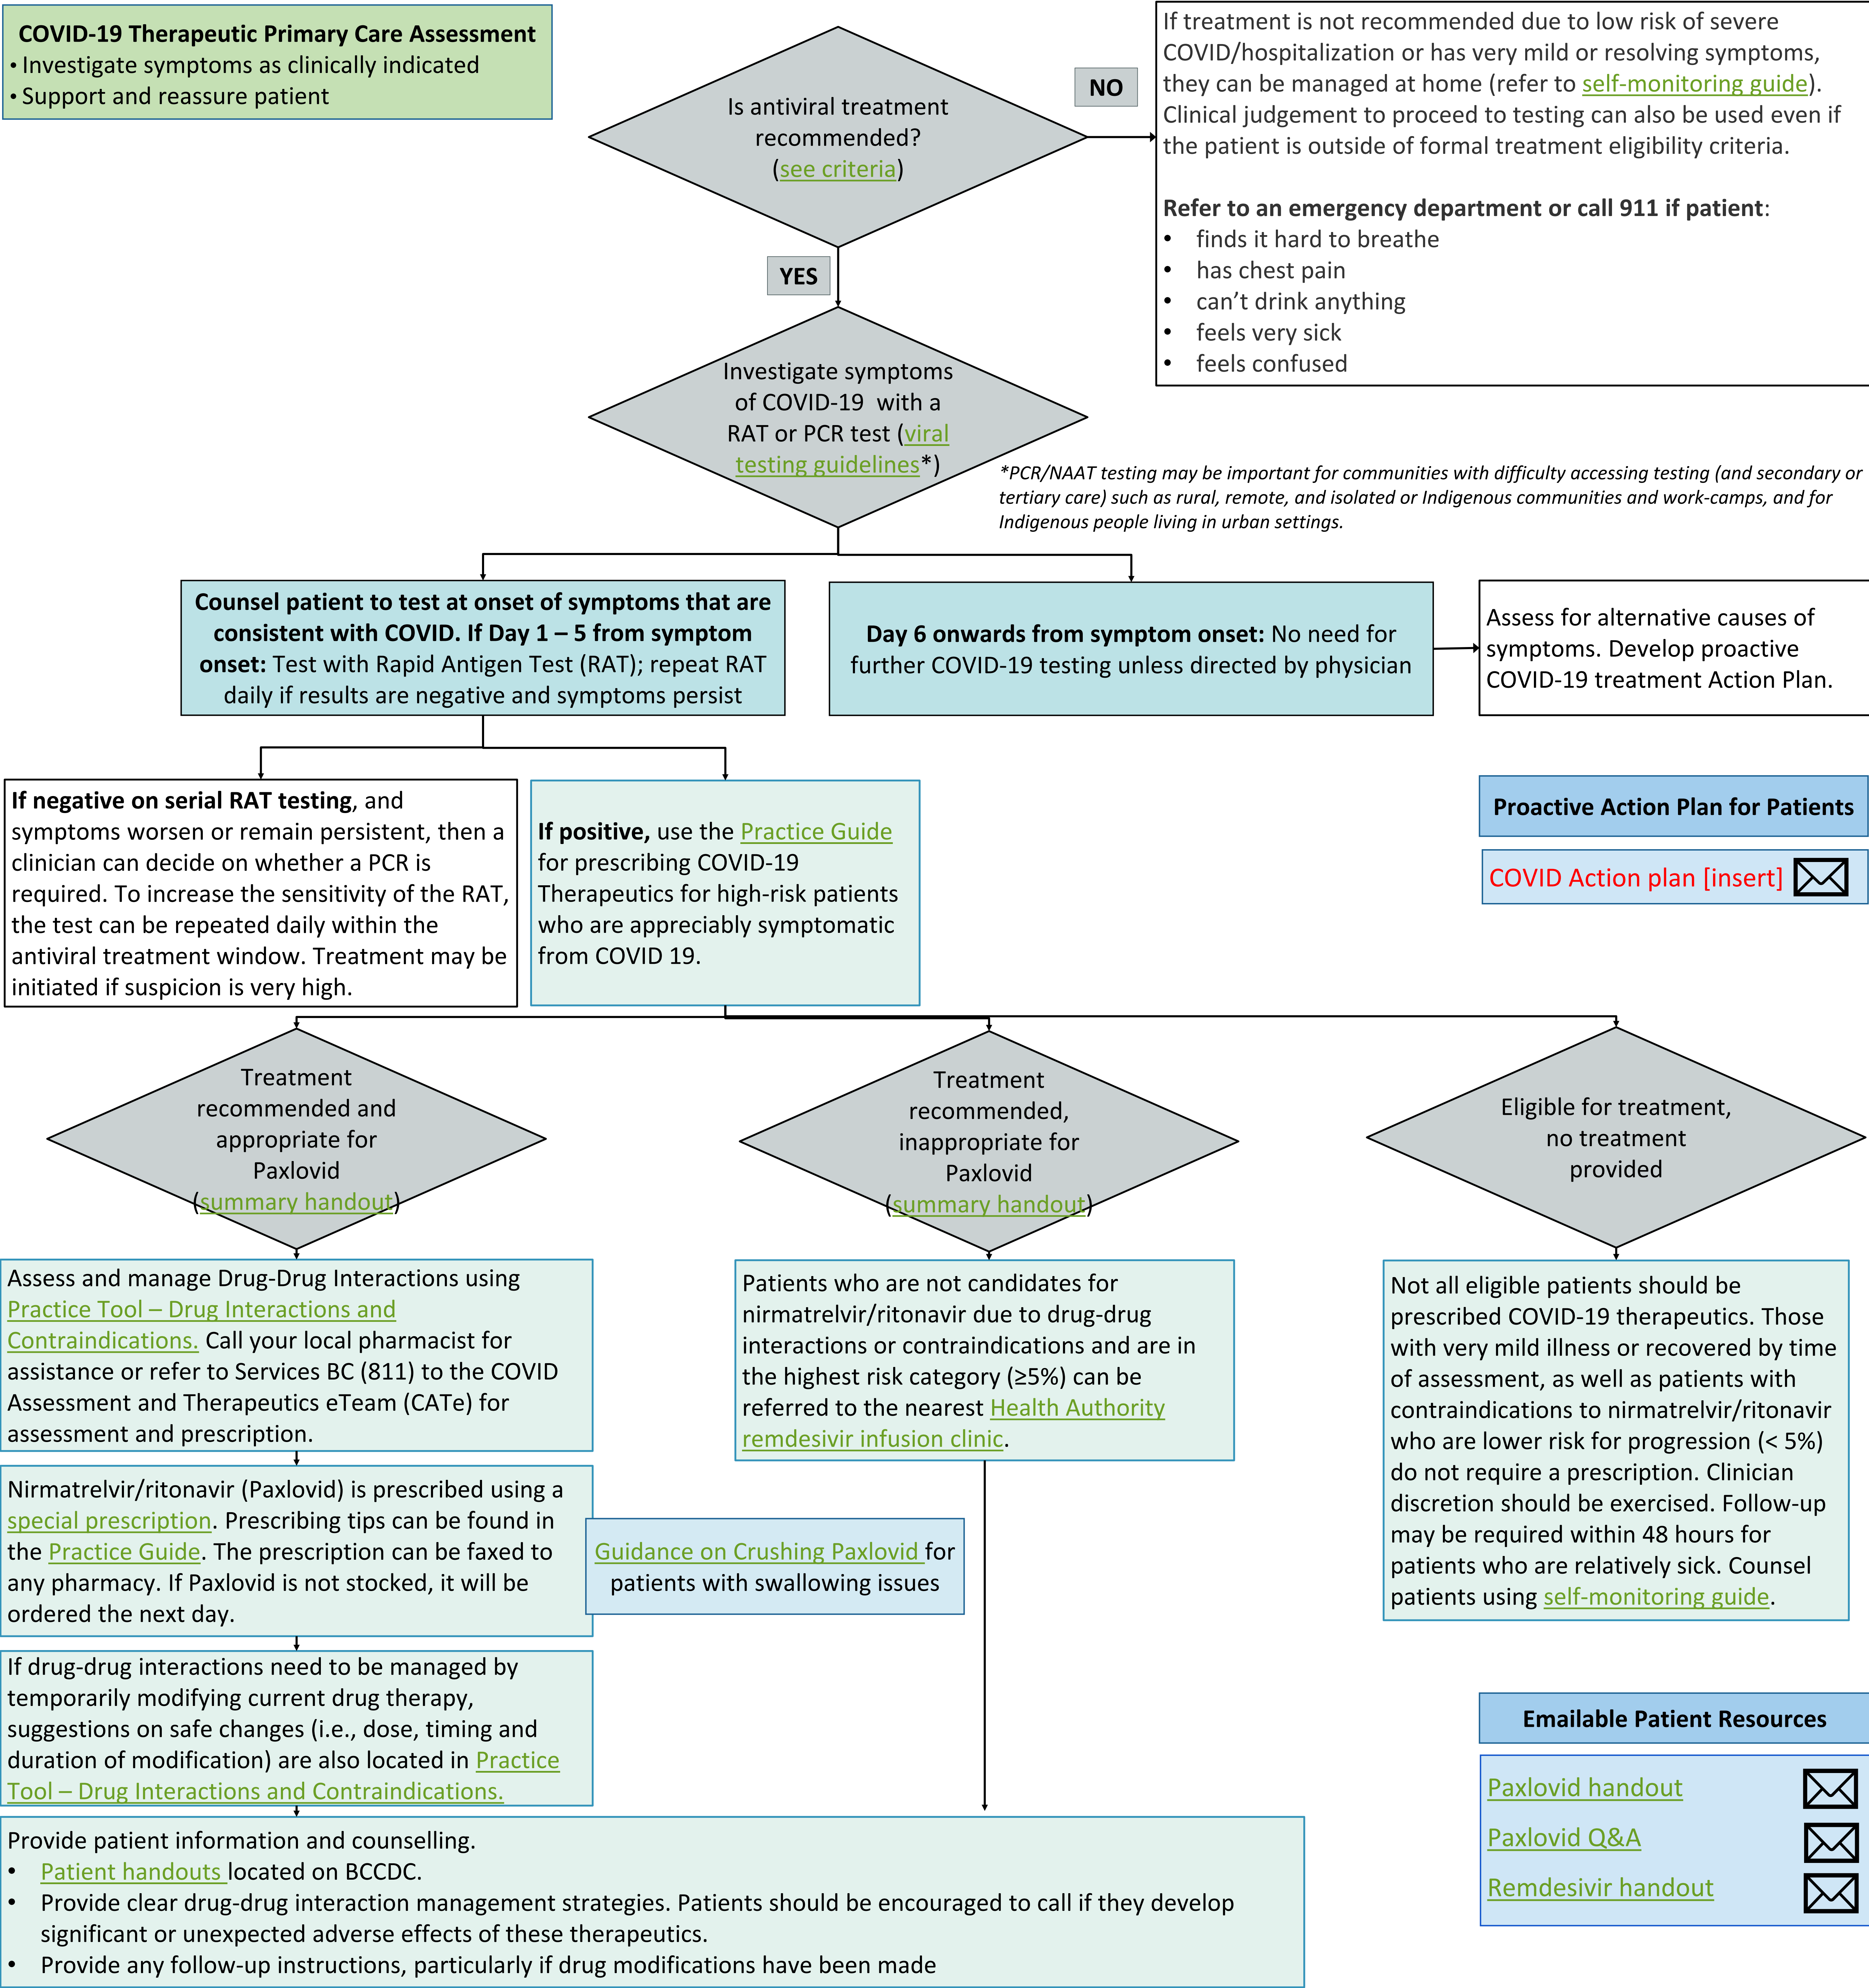 COVID-19 Therapeutic Primary Care Assessment
• Investigate symptoms as clinically indicated
• Support and reassure patient
Is antiviral treatment
recommended?
(see criteria)
NO
If treatment is not recommended due to low risk of severe
COVID/hospitalization or has very mild or resolving symptoms,
they can be managed at home (refer to self-monitoring guide).
Clinical judgement to proceed to testing can also be used even if
the patient is outside of formal treatment eligibility criteria.
Refer to an emergency department or call 911 if patient:
• finds it hard to breathe
• has chest pain
• can’t drink anything
• feels very sick
• feels confused
YES
Investigate symptoms
of COVID-19 with a
RAT or PCR test (viral
testing guidelines*)
*PCR/NAAT testing may be important for communities with difficulty accessing testing (and secondary or
tertiary care) such as rural, remote, and isolated or Indigenous communities and work-camps, and for
Indigenous people living in urban settings.
Counsel patient to test at onset of symptoms that are
consistent with COVID. If Day 1 – 5 from symptom
onset: Test with Rapid Antigen Test (RAT); repeat RAT
daily if results are negative and symptoms persist
Day 6 onwards from symptom onset: No need for
further COVID-19 testing unless directed by physician
Assess for alternative causes of
symptoms. Develop proactive
COVID-19 treatment Action Plan.
If negative on serial RAT testing, and
symptoms worsen or remain persistent, then a
clinician can decide on whether a PCR is
required. To increase the sensitivity of the RAT,
the test can be repeated daily within the
antiviral treatment window. Treatment may be
initiated if suspicion is very high.
If positive, use the Practice Guide
for prescribing COVID-19
Therapeutics for high-risk patients
who are appreciably symptomatic
from COVID 19.
Proactive Action Plan for Patients
COVID Action plan [insert]
Treatment
recommended and
appropriate for
Paxlovid
(summary handout)
Treatment
recommended,
inappropriate for
Paxlovid
(summary handout)
Eligible for treatment,
no treatment
provided
Assess and manage Drug-Drug Interactions using
Practice Tool – Drug Interactions and
Contraindications. Call your local pharmacist for
assistance or refer to Services BC (811) to the COVID
Assessment and Therapeutics eTeam (CATe) for
assessment and prescription.
Patients who are not candidates for
nirmatrelvir/ritonavir due to drug-drug
interactions or contraindications and are in
the highest risk category (≥5%) can be
referred to the nearest Health Authority
remdesivir infusion clinic.
Not all eligible patients should be
prescribed COVID-19 therapeutics. Those
with very mild illness or recovered by time
of assessment, as well as patients with
contraindications to nirmatrelvir/ritonavir
who are lower risk for progression (< 5%)
do not require a prescription. Clinician
discretion should be exercised. Follow-up
may be required within 48 hours for
patients who are relatively sick. Counsel
patients using self-monitoring guide.
Nirmatrelvir/ritonavir (Paxlovid) is prescribed using a
special prescription. Prescribing tips can be found in
the Practice Guide. The prescription can be faxed to
any pharmacy. If Paxlovid is not stocked, it will be
ordered the next day.
Guidance on Crushing Paxlovid for
patients with swallowing issues
If drug-drug interactions need to be managed by
temporarily modifying current drug therapy,
suggestions on safe changes (i.e., dose, timing and
duration of modification) are also located in Practice
Tool – Drug Interactions and Contraindications.
Emailable Patient Resources
Paxlovid handout
Paxlovid Q&A
Remdesivir handout
Provide patient information and counselling.
• Patient handouts located on BCCDC.
• Provide clear drug-drug interaction management strategies. Patients should be encouraged to call if they develop
significant or unexpected adverse effects of these therapeutics.
• Provide any follow-up instructions, particularly if drug modifications have been made